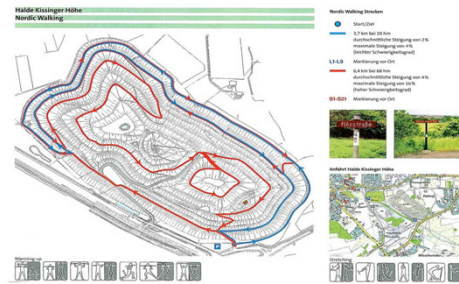 Halde Kissinger Höhe
Nordic Walking
Nordic Walking Strecken
Start/Ziel
3,7 km bei 30 hm
durchschnittliche Steigung von 2%
maximale Steigung von 4%
(leichter Schwierigkeitsgrad)
L1-L9 Markierung vor Ort
6,4 km bei 68 hm
durchschnittliche Steigung von 4%
maximale Steigung von 10%
(hoher Schwierigkeitsgrad)
S1-S21 Markierung vor Ort
Anfahrt Halde Kissinger Höhe
P
Warming up
Stretching